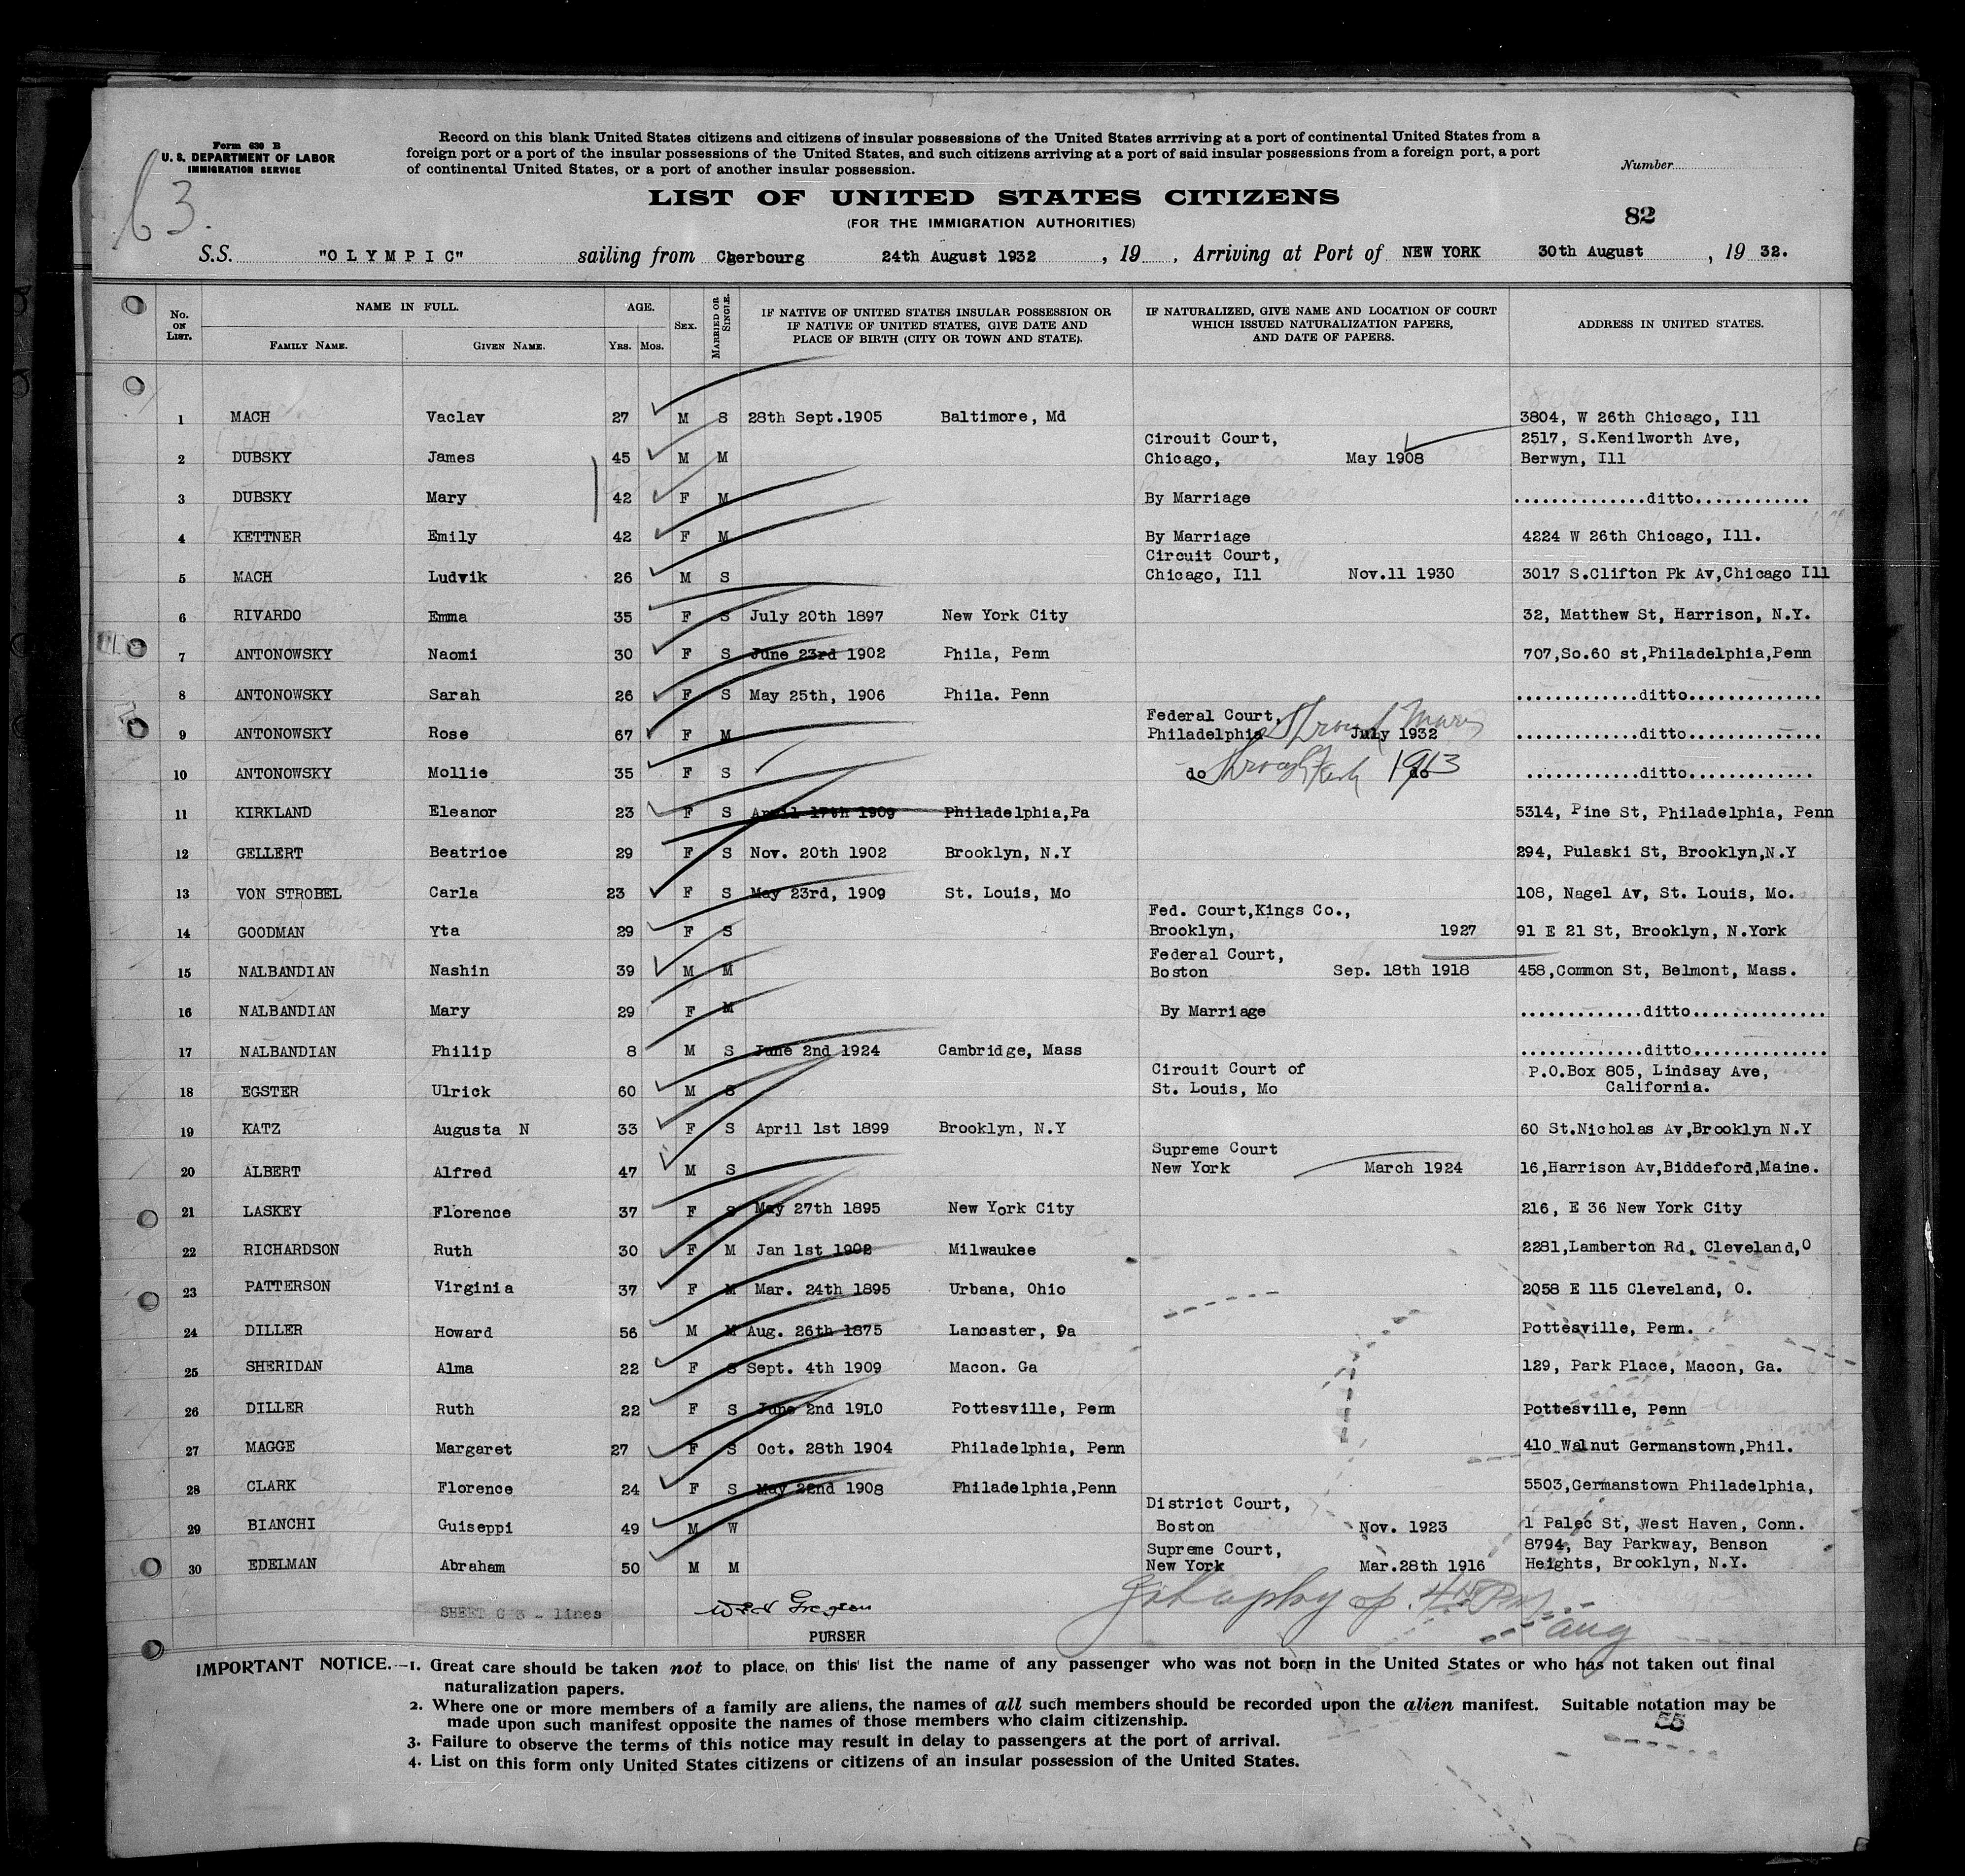 Form 630 B
U. S. DEPARTMENT OF LABOR
IMMIGRATION SERVICE
63.
Record on this blank United States citizens and citizens of insular possessions of the United States arrriving at a port of continental United States from a
foreign port or a port of the insular possessions of the United States, and such citizens arriving at a port of said insular possessions from a foreign port, a port
of continental United States, or a port of another insular possession.
Number
LIST OF UNITED STATES CITIZENS
(FOR THE IMMIGRATION AUTHORITIES)
82
S.S. "OLYMPIC" sailing from Cherbourg 24th August 1932, 19, Arriving at Port of NEW YORK 30th August, 19 32.
No. ON LIST. NAME IN FULL. FAMILY NAME. GIVEN NAME. AGE. YRS. MOS. SEX. MARRIED OR SINGLE.
IF NATIVE OF UNITED STATES INSULAR POSSESSION OR
IF NATIVE OF UNITED STATES, GIVE DATE AND
PLACE OF BIRTH (CITY OR TOWN AND STATE).
IF NATURALIZED, GIVE NAME AND LOCATION OF COURT
WHICH ISSUED NATURALIZATION PAPERS,
AND DATE OF PAPERS.
ADDRESS IN UNITED STATES.
1 MACH Vaclav 27 M S 28th Sept.1905 Baltimore, Md 3804, W 26th Chicago, Ill
Circuit Court, 2517, S.Kenilworth Ave,
2 DUBSKY James 45 M M Chicago, May 1908 Berwyn, Ill
3 DUBSKY Mary 42 F M By Marriage ..............ditto............
4 KETTNER Emily 42 F M By Marriage 4224 W 26th Chicago, Ill.
Circuit Court,
5 MACH Ludvik 26 M S Chicago, Ill Nov.11 1930 3017 S.Clifton Pk Av,Chicago Ill
6 RIVARDO Emma 35 F S July 20th 1897 New York City 32, Matthew St, Harrison, N.Y.
7 ANTONOWSKY Naomi 30 F S June 23rd 1902 Phila, Penn 707,So.60 st,Philadelphia,Penn
8 ANTONOWSKY Sarah 26 F S May 25th, 1906 Phila. Penn .............ditto..............
Federal Court,
9 ANTONOWSKY Rose 67 F M Philadelphia July 1932 .............ditto..............
10 ANTONOWSKY Mollie 35 F S do 1913 do ............ditto.............
11 KIRKLAND Eleanor 23 F S April 17th 1909 Philadelphia,Pa 5314, Pine St, Philadelphia, Penn
12 GELLERT Beatrice 29 F S Nov. 20th 1902 Brooklyn, N.Y 294, Pulaski St, Brooklyn,N.Y
13 VON STROBEL Carla 23 F S May 23rd, 1909 St. Louis, Mo 108, Nagel Av, St. Louis, Mo.
Fed. Court,Kings Co.,
14 GOODMAN Yta 29 F S Brooklyn, 1927 91 E 21 St, Brooklyn, N.York
Federal Court,
15 NALBANDIAN Nashin 39 M M Boston Sep. 18th 1918 458,Common St, Belmont, Mass.
16 NALBANDIAN Mary 29 F M By Marriage .............ditto..............
17 NALBANDIAN Philip 8 M S June 2nd 1924 Cambridge, Mass .............ditto..............
Circuit Court of P.O.Box 805, Lindsay Ave,
18 EGSTER Ulrick 60 M S St. Louis, Mo California.
19 KATZ Augusta N 33 F S April 1st 1899 Brooklyn, N.Y 60 St.Nicholas Av,Brooklyn N.Y
Supreme Court
20 ALBERT Alfred 47 M S New York March 1924 16,Harrison Av,Biddeford,Maine.
21 LASKEY Florence 37 F S May 27th 1895 New York City 216, E 36 New York City
22 RICHARDSON Ruth 30 F M Jan 1st 1902 Milwaukee 2281,Lamberton Rd, Cleveland,O
23 PATTERSON Virginia 37 F M Mar. 24th 1895 Urbana, Ohio 2058 E 115 Cleveland, O.
24 DILLER Howard 56 M M Aug. 26th 1875 Lancaster, Pa Pottesville, Penn.
25 SHERIDAN Alma 22 F S Sept. 4th 1909 Macon. Ga 129, Park Place, Macon, Ga.
26 DILLER Ruth 22 F S June 2nd 19L0 Pottesville, Penn Pottesville, Penn
27 MAGGE Margaret 27 F S Oct. 28th 1904 Philadelphia, Penn 410 Walnut Germanstown,Phil.
28 CLARK Florence 24 F S May 22nd 1908 Philadelphia,Penn 5503,Germanstown Philadelphia,
District Court,
29 BIANCHI Guiseppi 49 M W Boston Nov. 1923 1 Palec St, West Haven, Conn.
Supreme Court, 8794, Bay Parkway, Benson
30 EDELMAN Abraham 50 M M New York Mar.28th 1916 Heights, Brooklyn, N.Y.
SHEET C 3 - lines
PURSER
Aug
IMPORTANT NOTICE.—1. Great care should be taken not to place on this list the name of any passenger who was not born in the United States or who has not taken out final
naturalization papers.
2. Where one or more members of a family are aliens, the names of all such members should be recorded upon the alien manifest. Suitable notation may be
made upon such manifest opposite the names of those members who claim citizenship.
55
3. Failure to observe the terms of this notice may result in delay to passengers at the port of arrival.
4. List on this form only United States citizens or citizens of an insular possession of the United States.